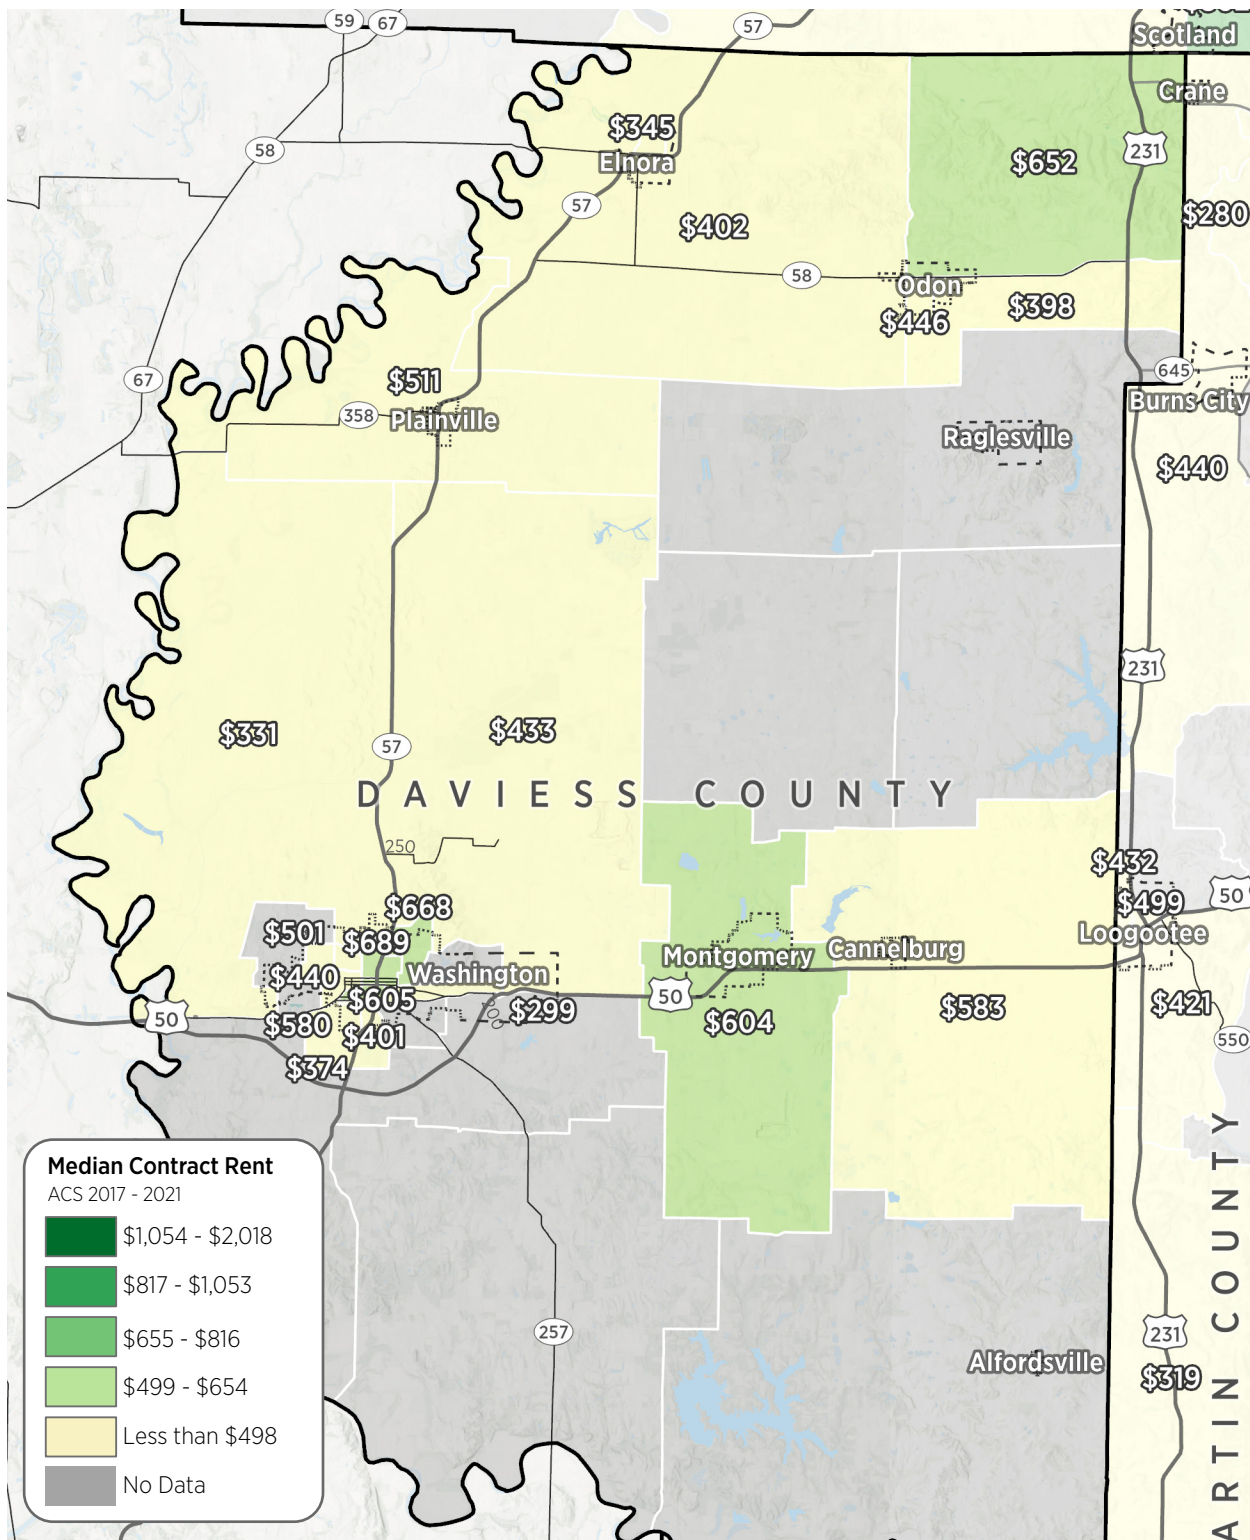 59
67
57
Scotland
Crane
58
$345
Elnora
$652
231
57
$402
$280
58
Odon
$446
$398
67
$511
358
Plainville
645
Burns City
Raglesville
$440
231
$331
$433
57
DAVIESS COUNTY
250
$432
50
$499
Loogootee
$668
$501
$689
Montgomery
Cannelburg
Washington
$440
50
$605
$299
50
$580
$401
$604
$583
$421
550
$374
MARTIN COUNTY
257
231
Alfordsville
$319
Median Contract Rent
ACS 2017 - 2021
$1,054 - $2,018
$817 - $1,053
$655 - $816
$499 - $654
Less than $498
No Data